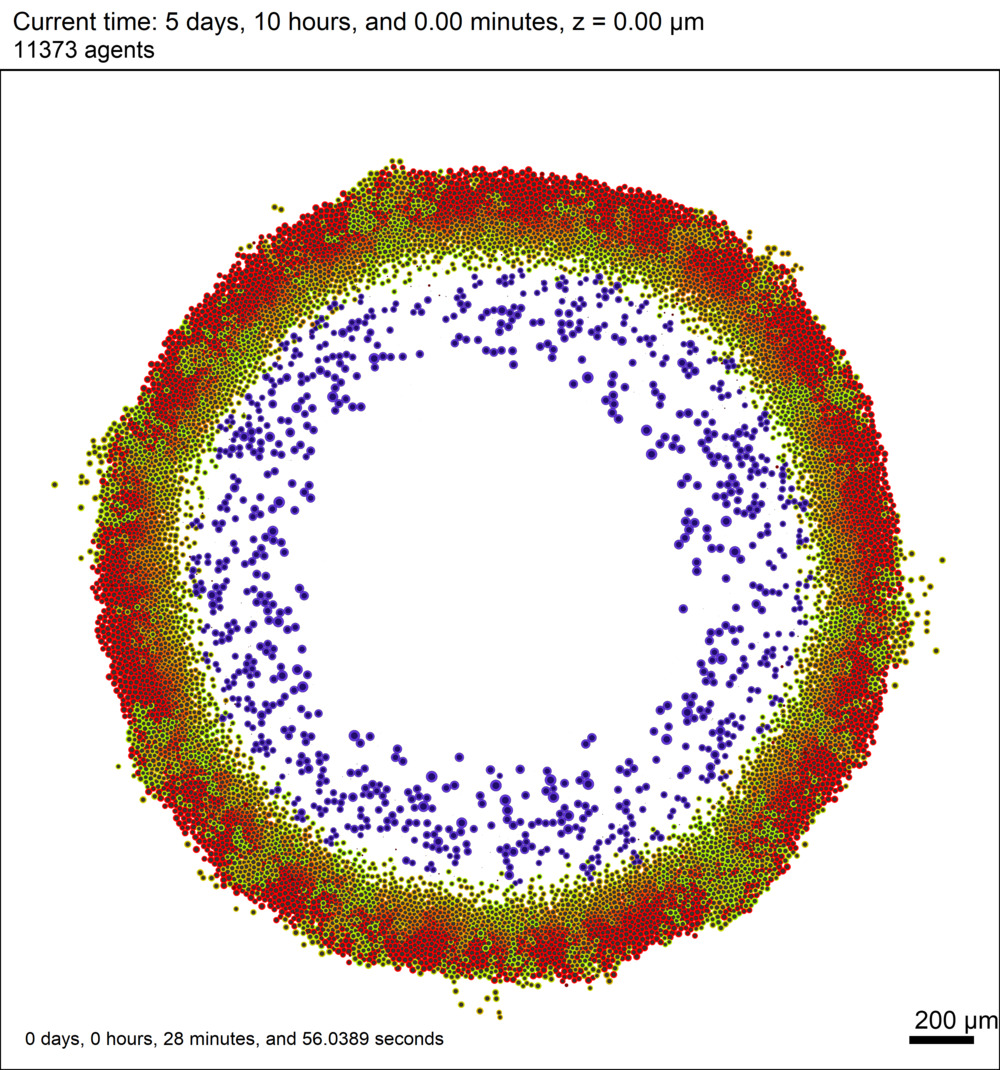 Current time: 5 days, 10 hours, and 0.00 minutes, z = 0.00 μm
11373 agents
200 μm
0 days, 0 hours, 28 minutes, and 56.0389 seconds